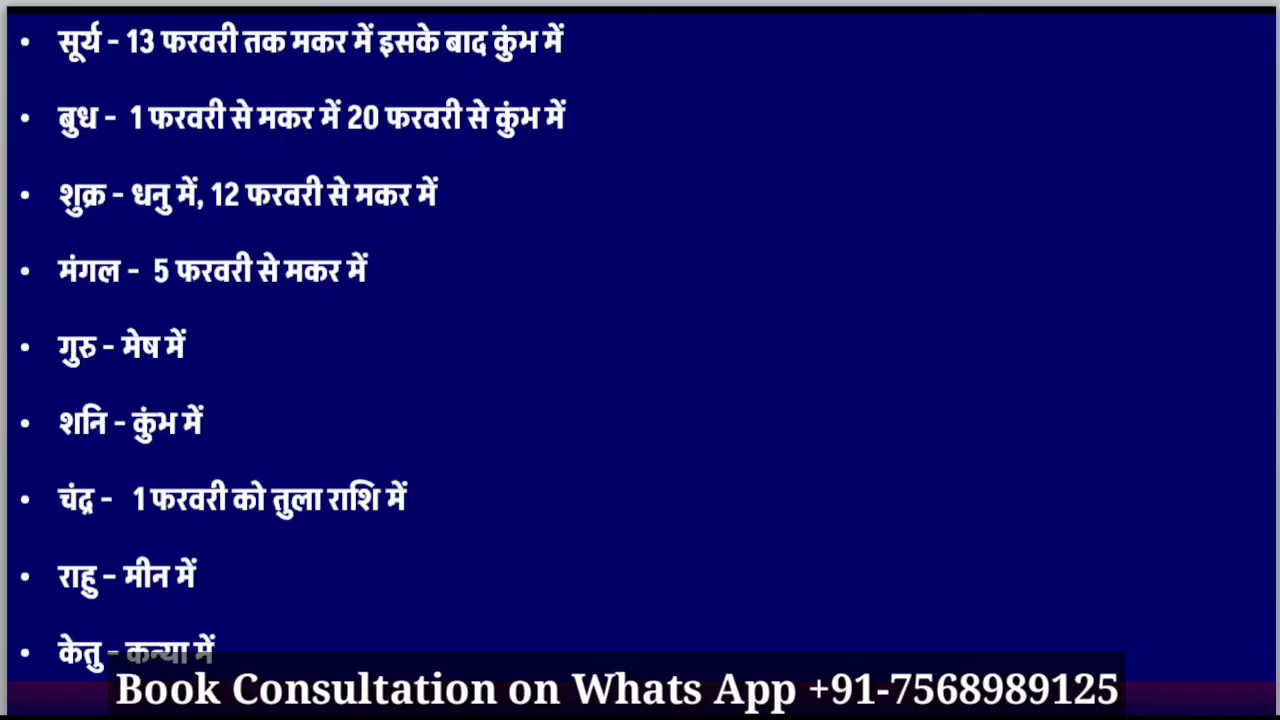 • सूर्य - 13 फरवरी तक मकर में इसके बाद कुंभ में
• बुध - 1 फरवरी से मकर में 20 फरवरी से कुंभ में
• शुक्र - धनु में, 12 फरवरी से मकर में
• मंगल - 5 फरवरी से मकर में
• गुरु - मेष में
• शनि - कुंभ में
• चंद्र - 1 फरवरी को तुला राशि में
• राहु - मीन में
• केतु - कन्या में
Book Consultation on Whats App +91-7568989125